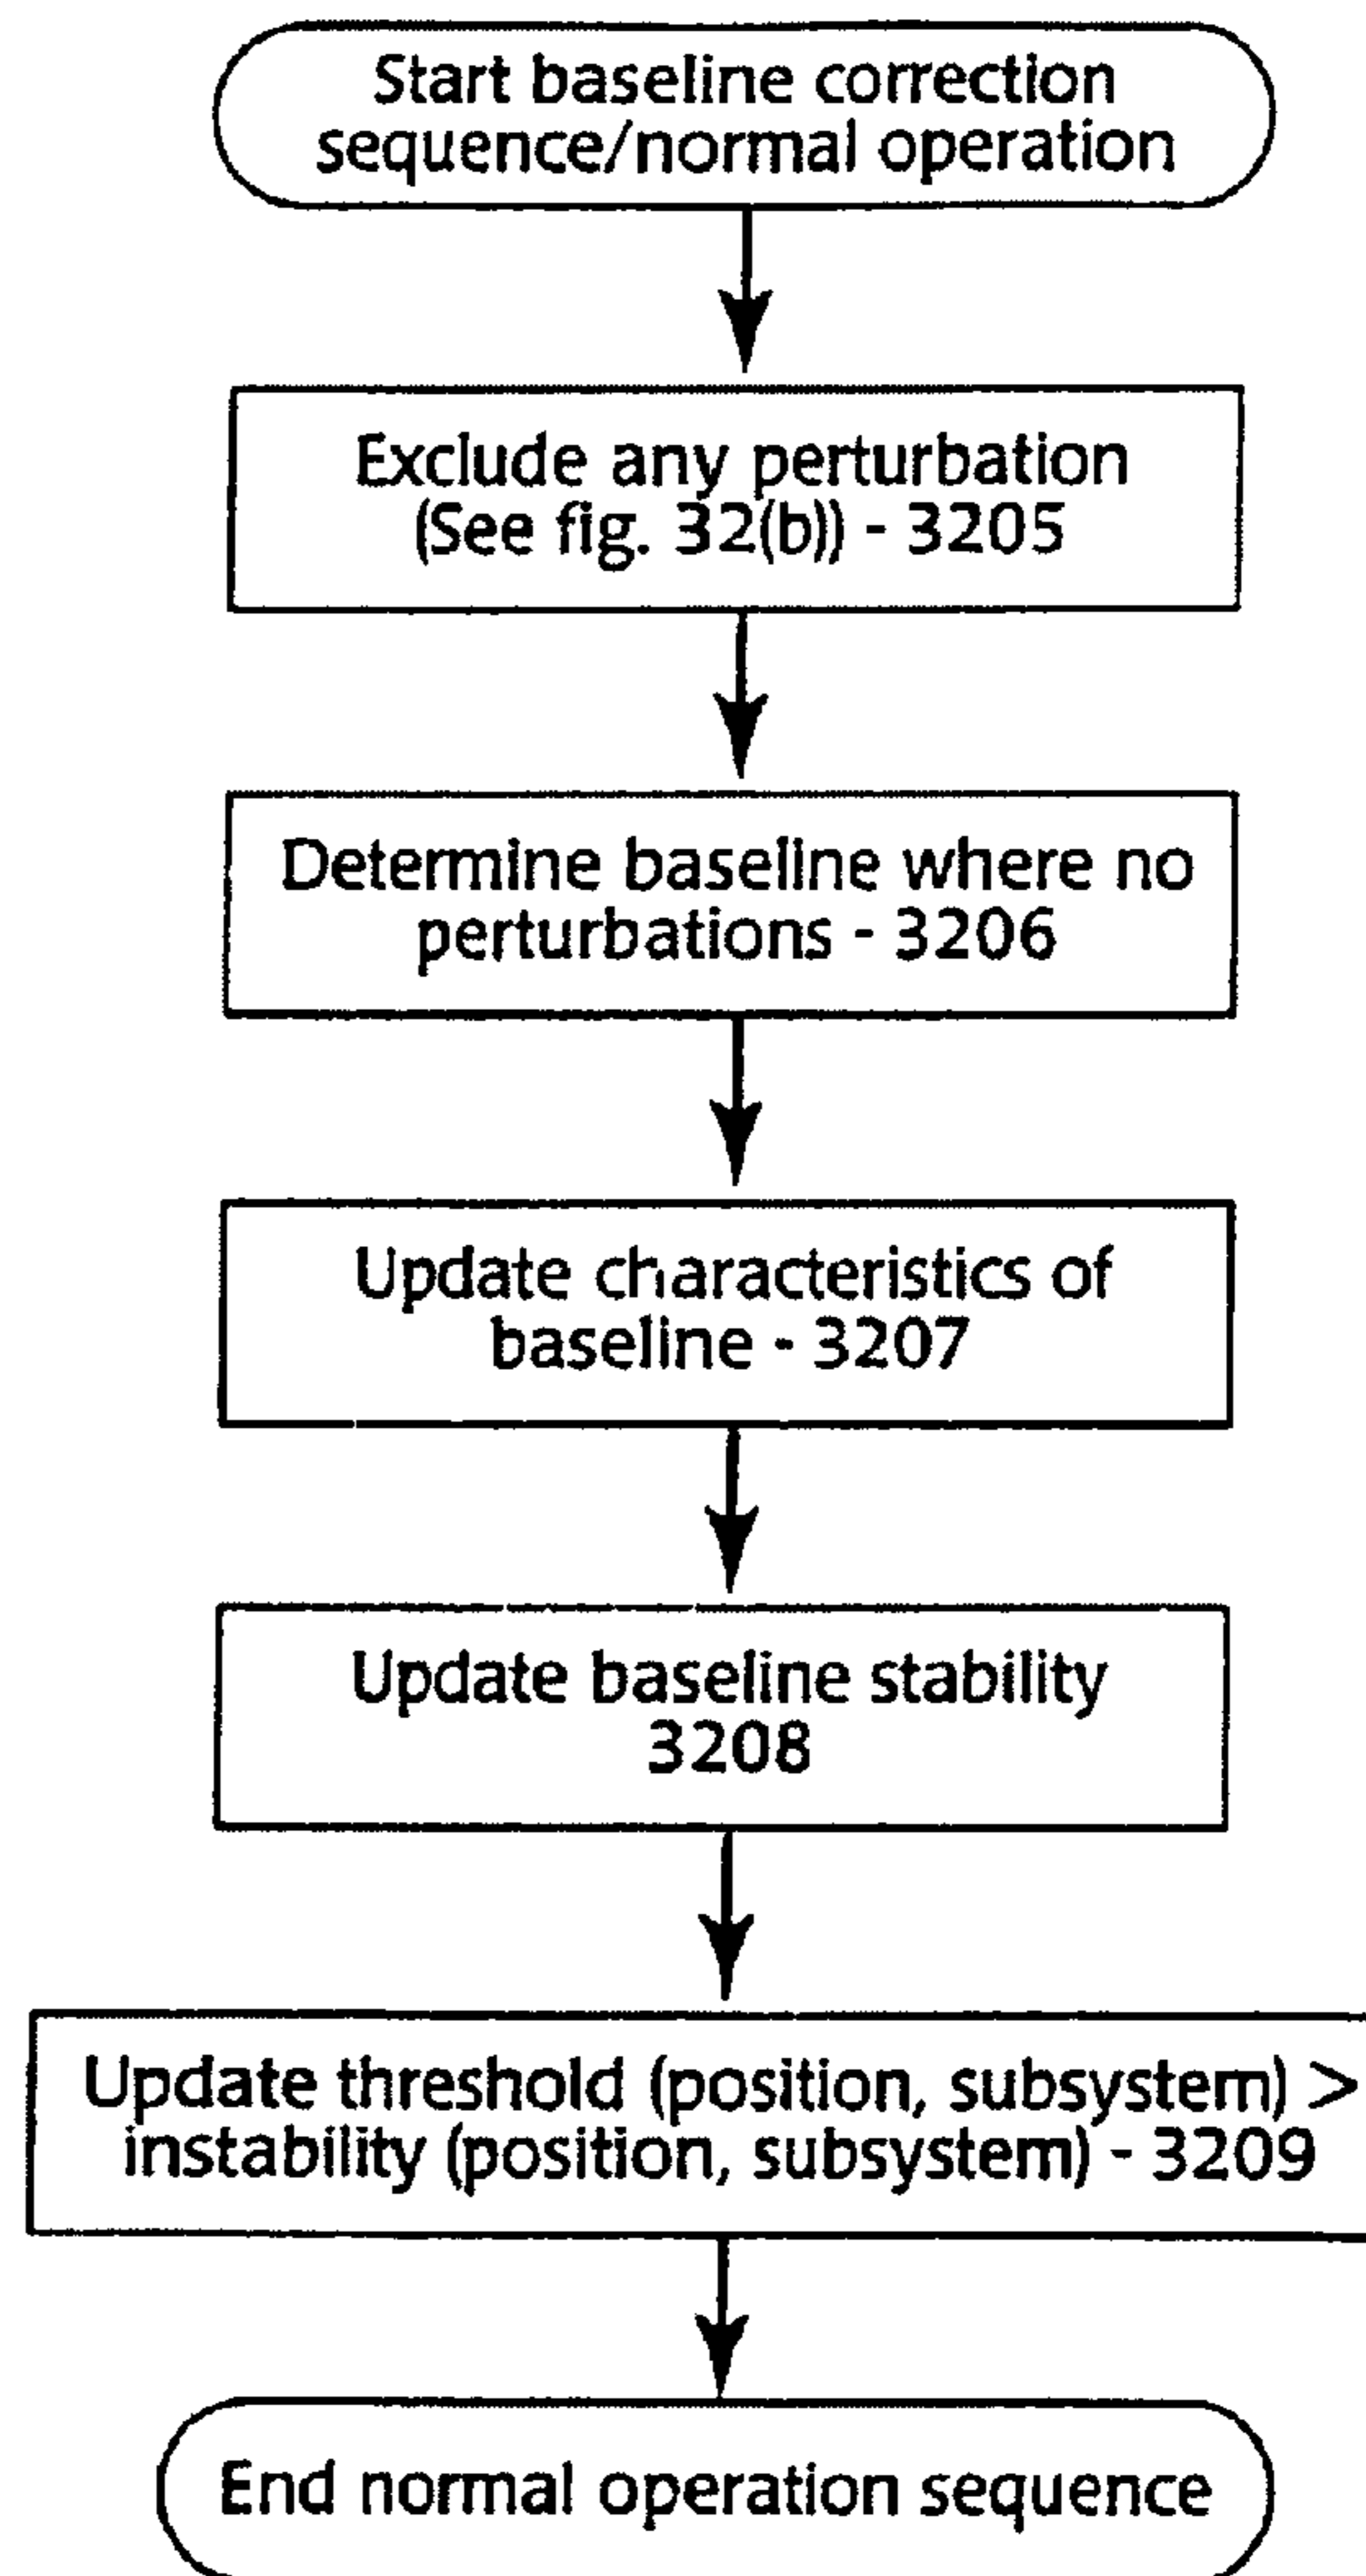 Start baseline correction
sequence/normal operation
Exclude any perturbation
(See fig. 32(b)) - 3205
Determine baseline where no
perturbations - 3206
Update characteristics of
baseline - 3207
Update baseline stability
3208
Update threshold (position, subsystem) >
instability (position, subsystem) - 3209
End normal operation sequence